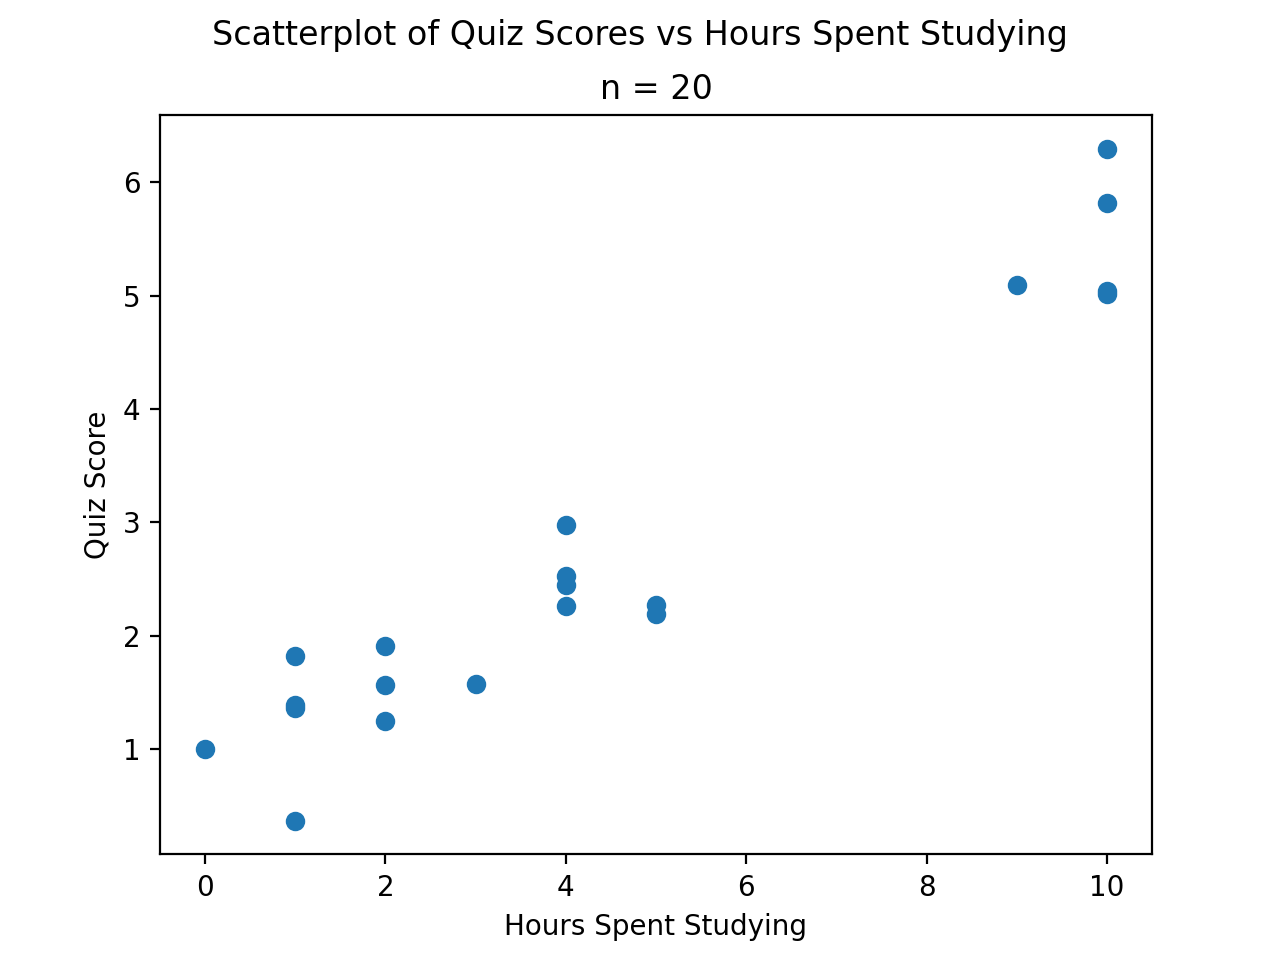 Scatterplot of Quiz Scores vs Hours Spent Studying
n = 20
6
5
4
3
2
1
Quiz Score
0 2 4 6 8 10
Hours Spent Studying